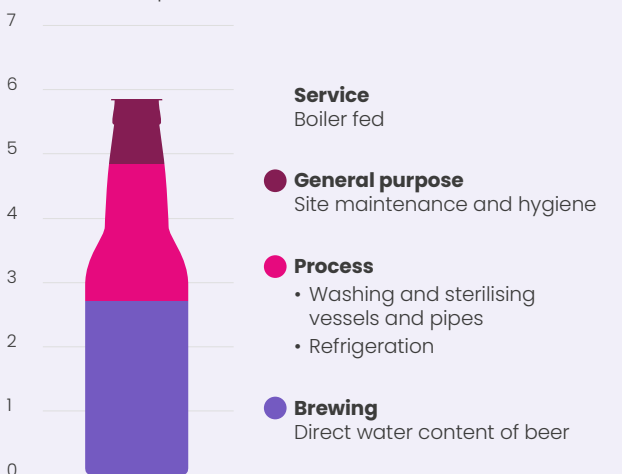 7
6
5
4
3
2
1
0
Service
Boiler fed
General purpose
Site maintenance and hygiene
Process
• Washing and sterilising
vessels and pipes
• Refrigeration
Brewing
Direct water content of beer